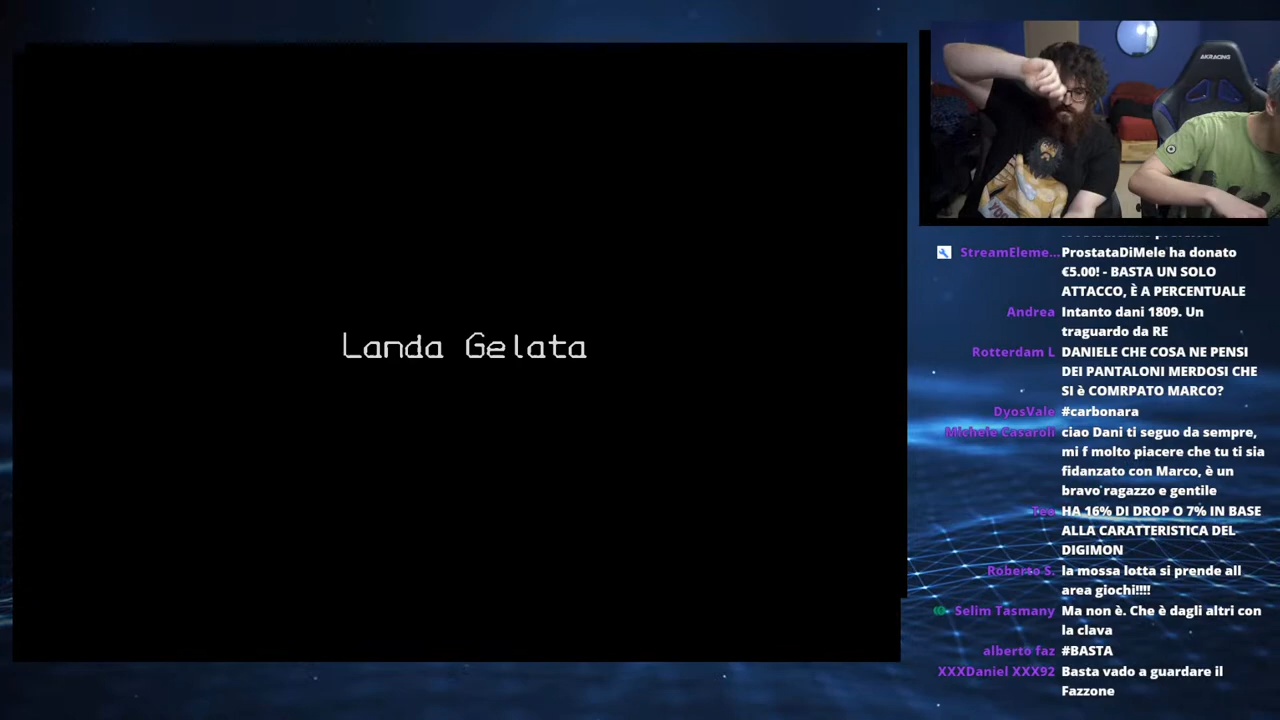 AKRACING
Landa Gelata
StreamEleme... ProstataDiMele ha donato
€5.00! - BASTA UN SOLO
ATTACCO, È A PERCENTUALE
Andrea Intanto dani 1809. Un
traguardo da RE
Rotterdam L DANIELE CHE COSA NE PENSI
DEI PANTALONI MERDOSI CHE
SI è COMRPATO MARCO?
DyosVale #carbonara
Michele Casaroli ciao Dani ti seguo da sempre,
mi f molto piacere che tu ti sia
fidanzato con Marco, è un
bravo ragazzo e gentile
Teo HA 16% DI DROP O 7% IN BASE
ALLA CARATTERISTICA DEL
DIGIMON
Roberto S. la mossa lotta si prende all
area giochi!!!!
Selim Tasmany Ma non è. Che è dagli altri con
la clava
alberto faz #BASTA
XXXDaniel XXX92 Basta vado a guardare il
Fazzone